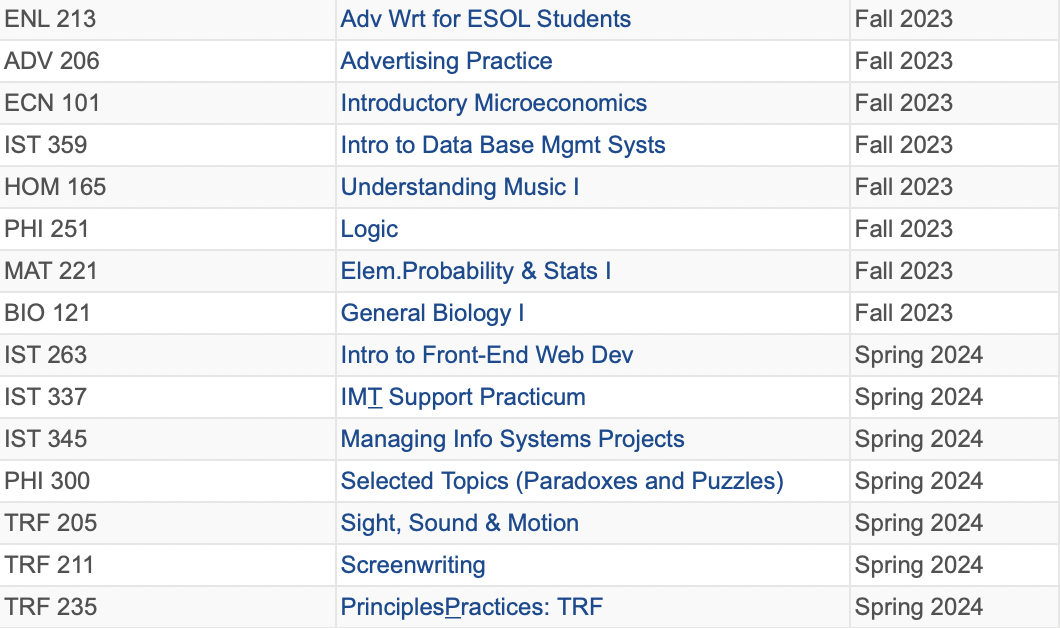 ENL 213 Adv Wrt for ESOL Students Fall 2023
ADV 206 Advertising Practice Fall 2023
ECN 101 Introductory Microeconomics Fall 2023
IST 359 Intro to Data Base Mgmt Systs Fall 2023
HOM 165 Understanding Music I Fall 2023
PHI 251 Logic Fall 2023
MAT 221 Elem.Probability & Stats I Fall 2023
BIO 121 General Biology I Fall 2023
IST 263 Intro to Front-End Web Dev Spring 2024
IST 337 IMT Support Practicum Spring 2024
IST 345 Managing Info Systems Projects Spring 2024
PHI 300 Selected Topics (Paradoxes and Puzzles) Spring 2024
TRF 205 Sight, Sound & Motion Spring 2024
TRF 211 Screenwriting Spring 2024
TRF 235 PrinciplesPractices: TRF Spring 2024